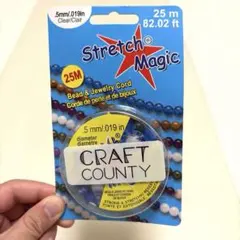 .5mm/.019in
Clear/Clair
25 m
82.02 ft
Stretch
Magic
25M
Bead & Jewelry Cord
Corde de perle et de bijoux
.5 mm/.019 in
Diameter
CRAFT
COUNTY